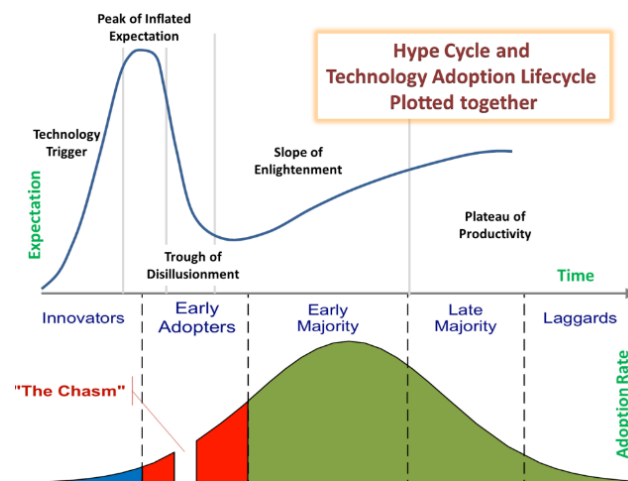 Peak of Inflated
Expectation
Hype Cycle and
Technology Adoption Lifecycle
Plotted together
Technology
Trigger
Slope of
Enlightenment
Expectation
Plateau of
Productivity
Trough of
Disillusionment
Time
Innovators
Early
Adopters
Early
Majority
Late
Majority
Laggards
"The Chasm"
Adoption Rate